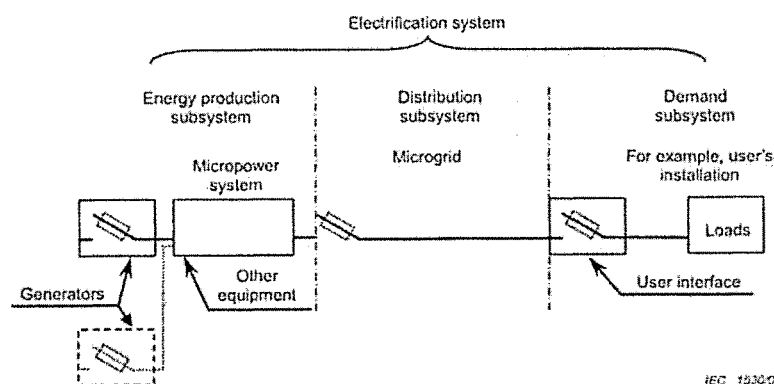 Electrification system
Energy production
subsystem
Distribution
subsystem
Demand
subsystem
Micropower
system
Microgrid
For example, user's
installation
Loads
Generators
Other
equipment
User interface
IEC